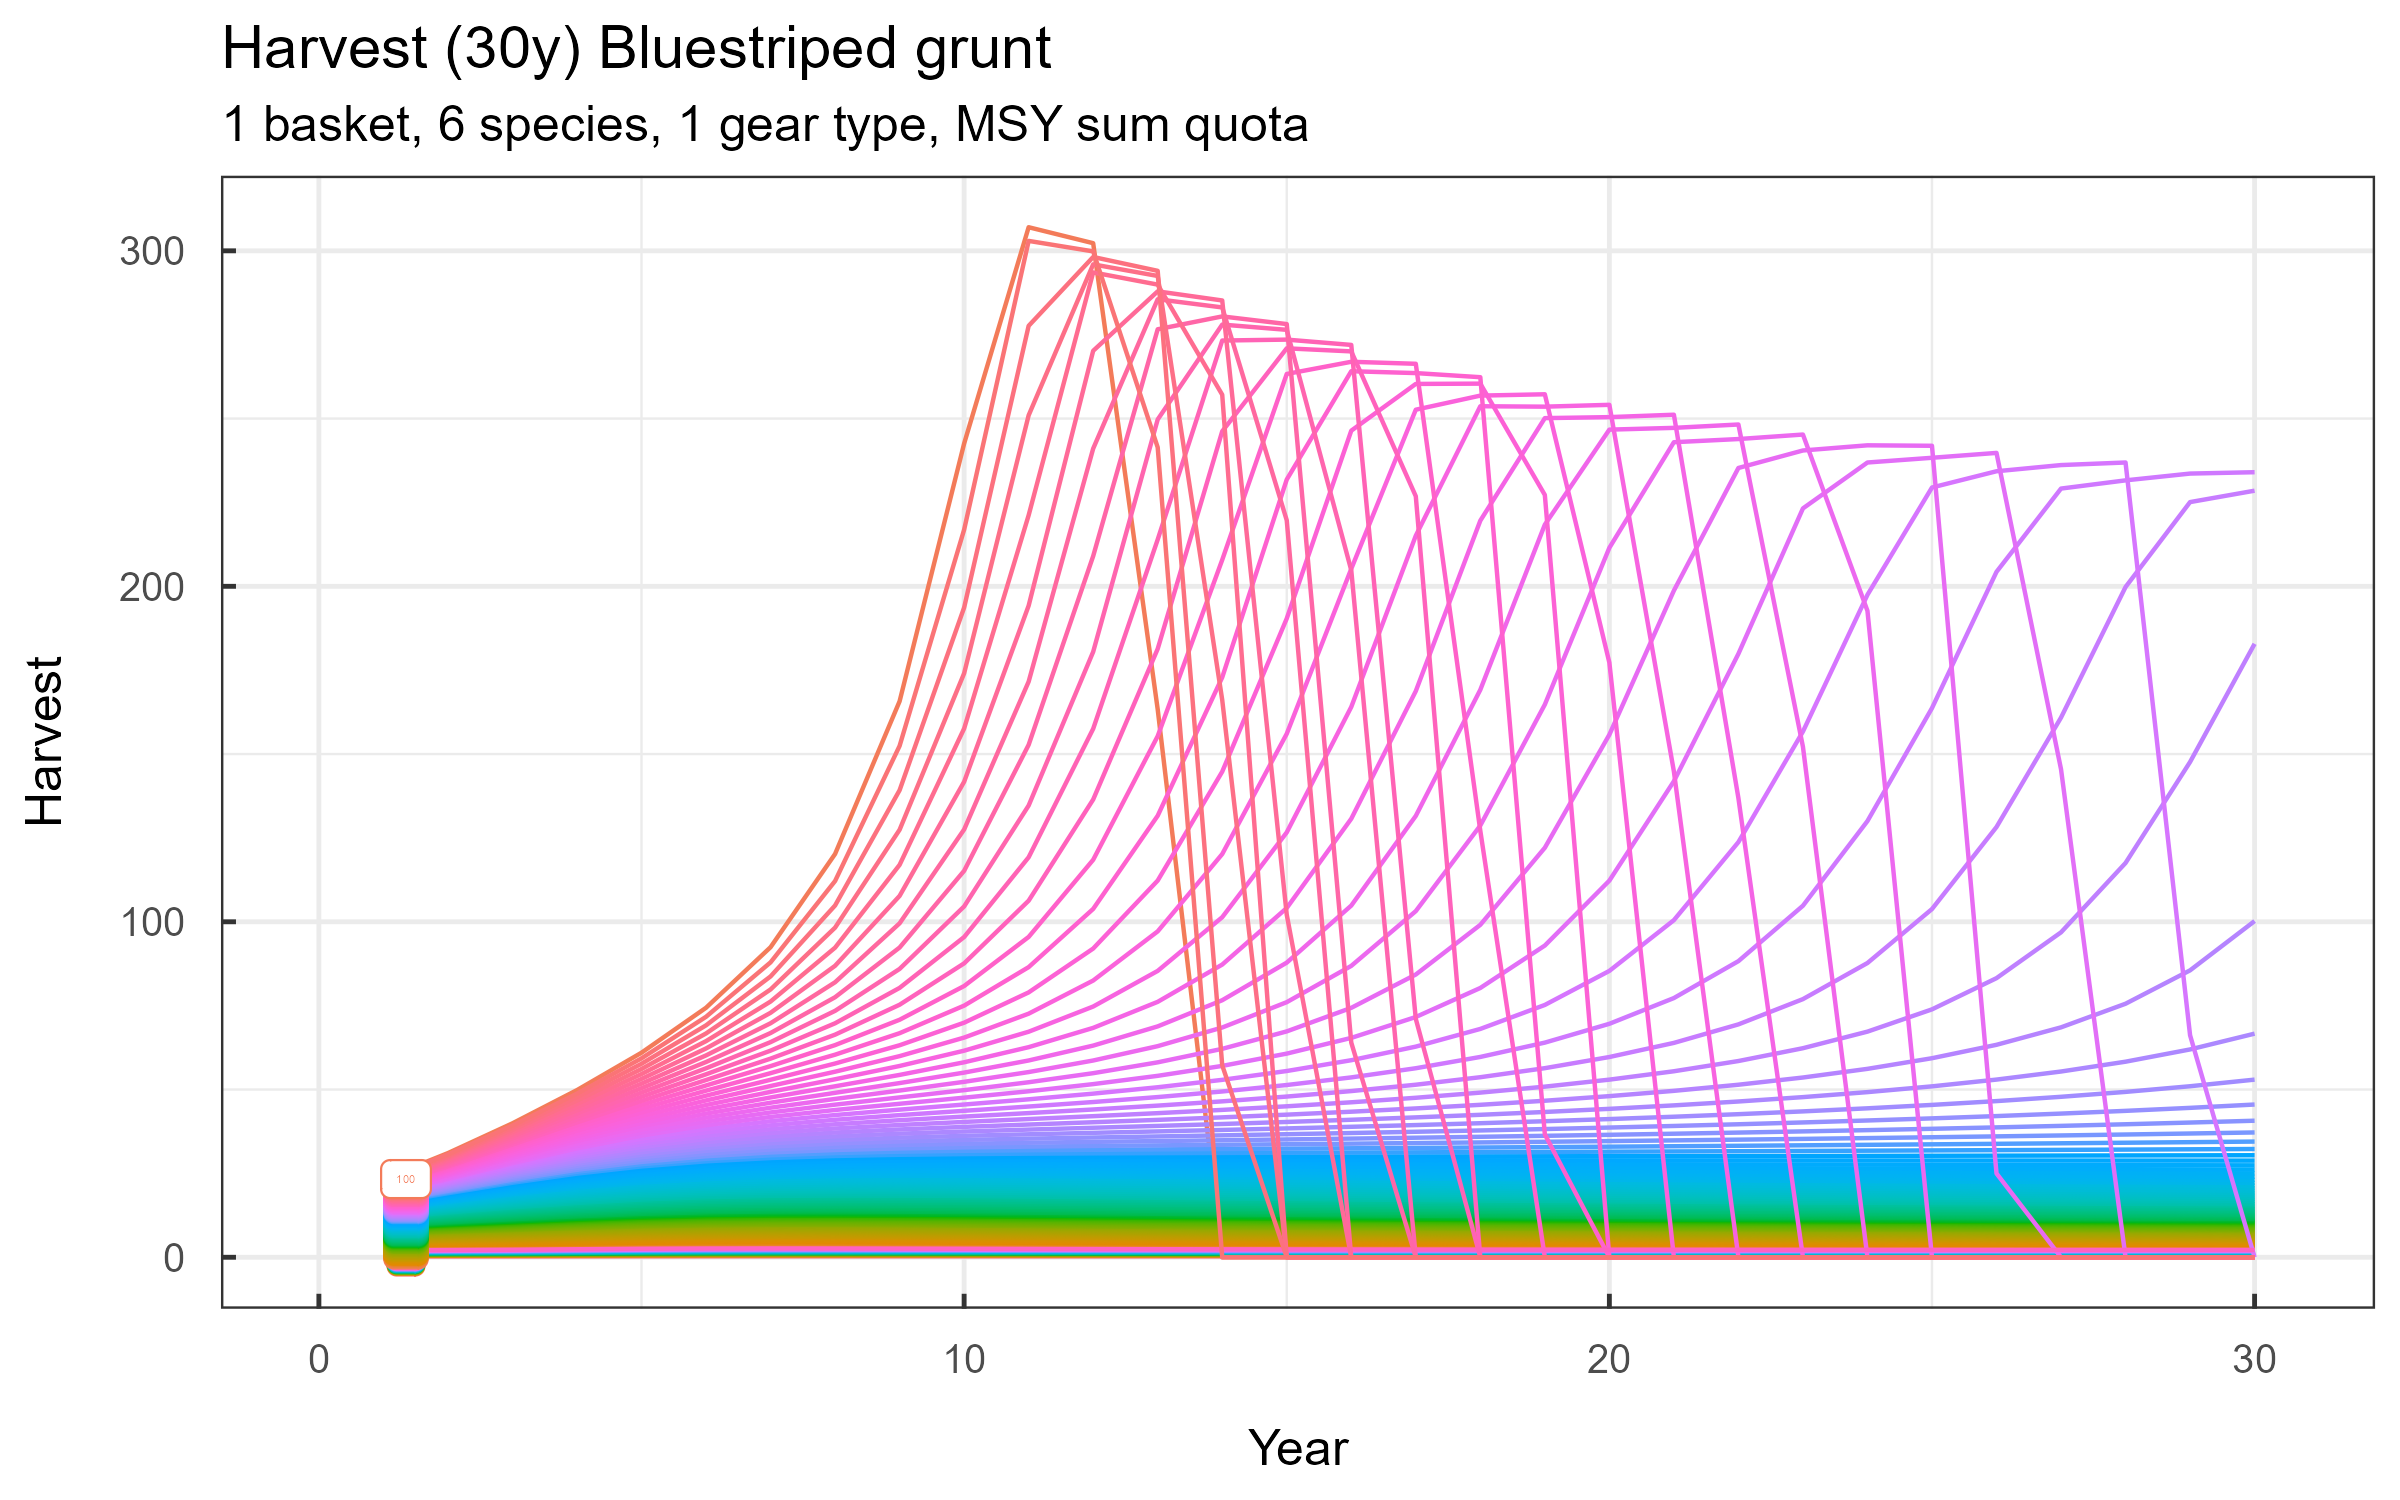 Harvest (30y) Bluestriped grunt
1 basket, 6 species, 1 gear type, MSY sum quota
300
200
100
0
Harvest
100
0
10
20
30
Year